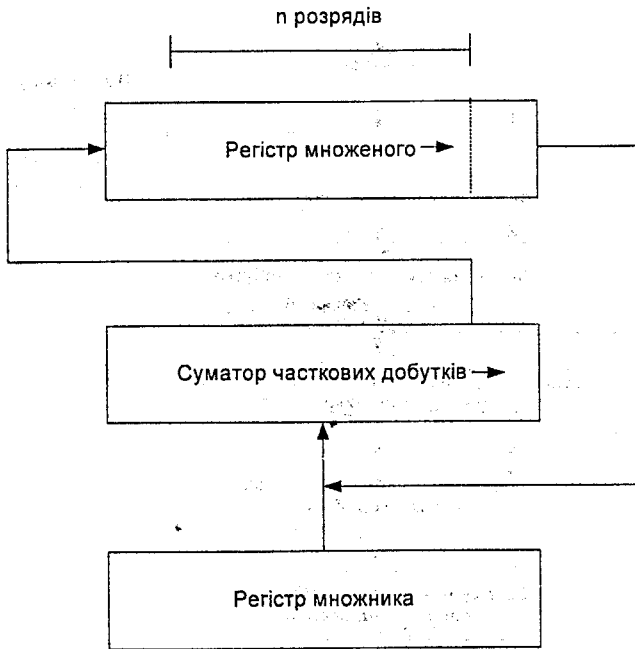 n розрядів
Регістр множеного
Суматор часткових добутків
Регістр множника